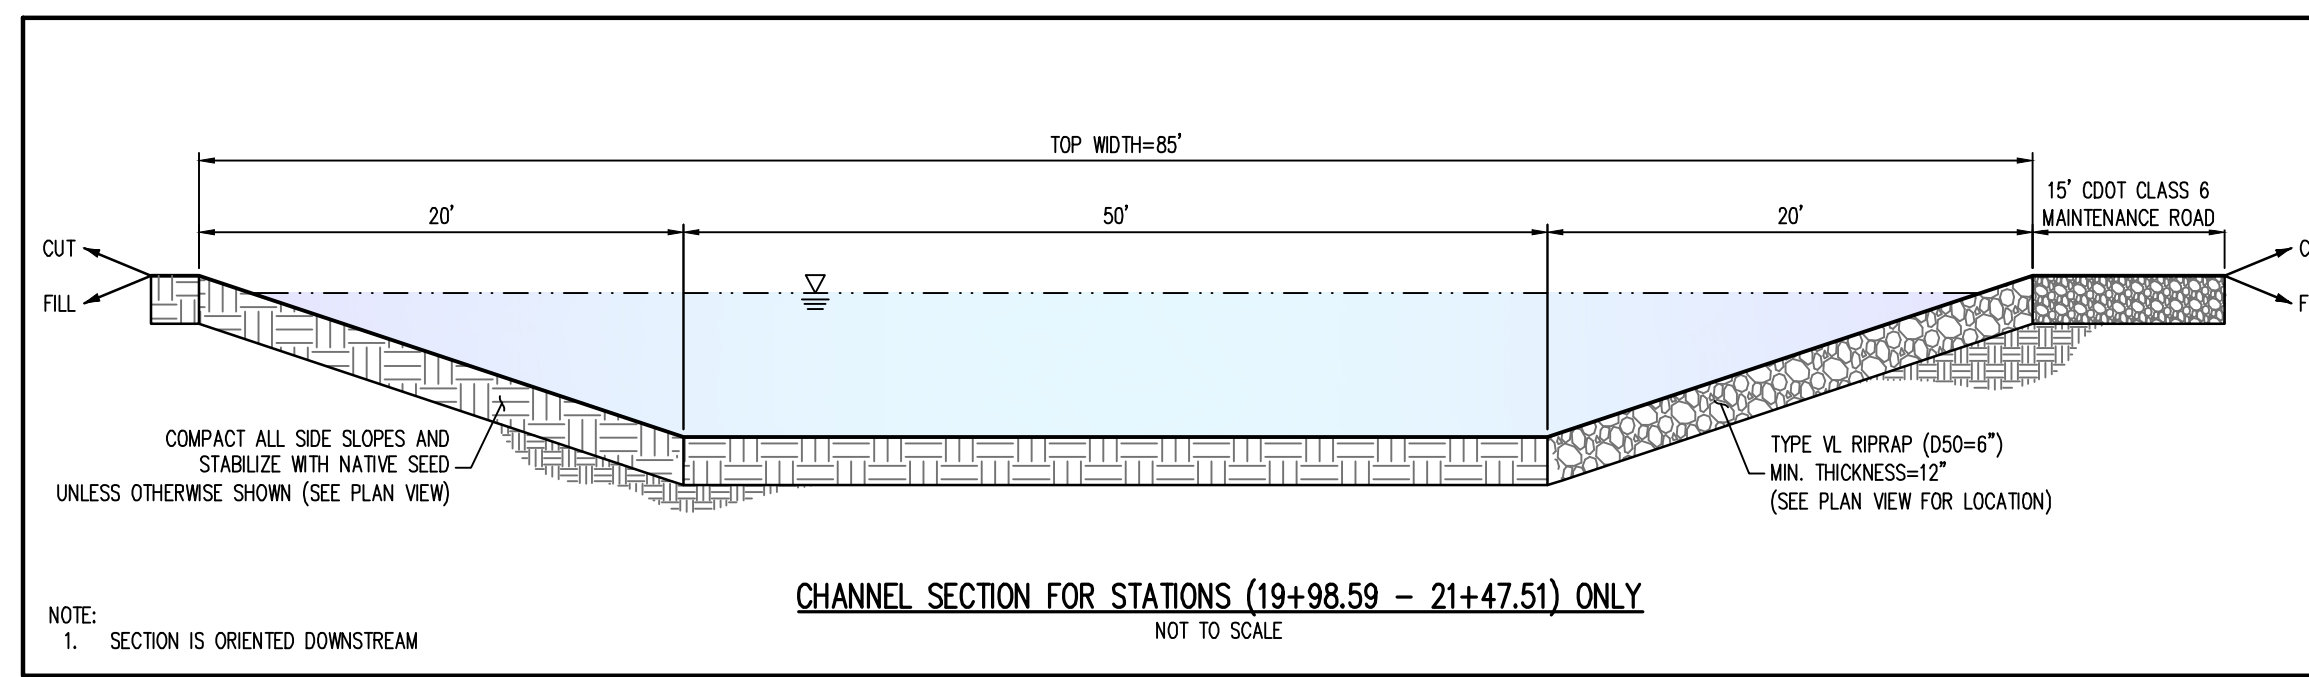 TOP WIDTH=85'
15' CDOT CLASS 6
MAINTENANCE ROAD
20'
50'
20'
CUT
FILL
C
F
COMPACT ALL SIDE SLOPES AND
STABILIZE WITH NATIVE SEED
UNLESS OTHERWISE SHOWN (SEE PLAN VIEW)
TYPE VL RIPRAP (D50=6")
MIN. THICKNESS=12"
(SEE PLAN VIEW FOR LOCATION)
CHANNEL SECTION FOR STATIONS (19+98.59 - 21+47.51) ONLY
NOT TO SCALE
NOTE:
1. SECTION IS ORIENTED DOWNSTREAM